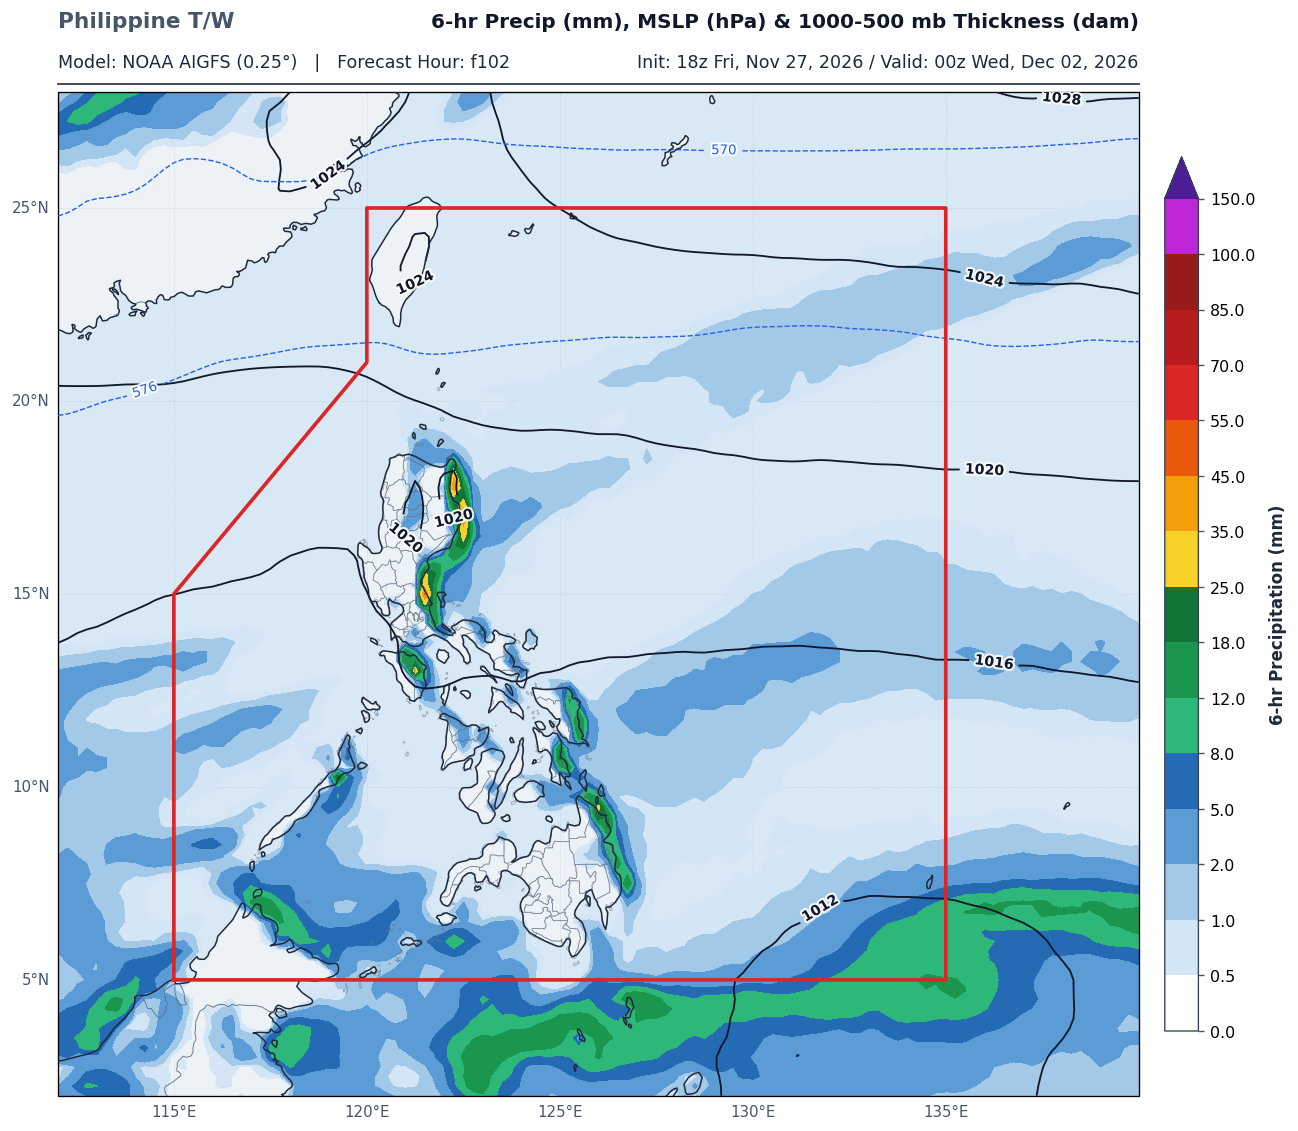 Philippine T/W
6-hr Precip (mm), MSLP (hPa) & 1000-500 mb Thickness (dam)
Model: NOAA AIGFS (0.25°)   |   Forecast Hour: f102
Init: 18z Fri, Nov 27, 2026 / Valid: 00z Wed, Dec 02, 2026
1028
570
1024
25°N
1024
1024
576
20°N
1020
1020
1020
15°N
1016
10°N
1012
5°N
115°E
120°E
125°E
130°E
135°E
150.0
100.0
85.0
70.0
55.0
45.0
35.0
25.0
18.0
12.0
8.0
5.0
2.0
1.0
0.5
0.0
6-hr Precipitation (mm)